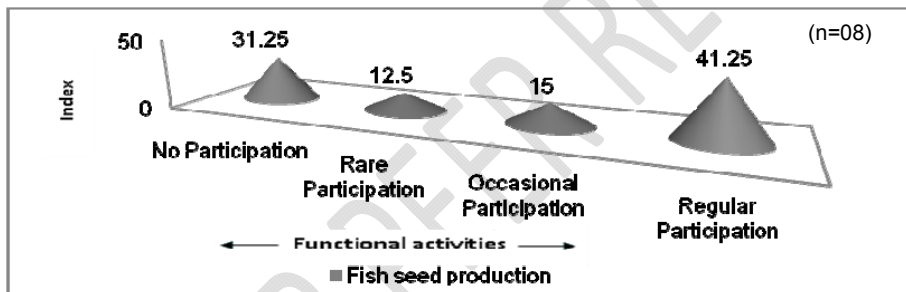 (n=08)
50
0
Index
31.25
12.5
15
41.25
No Participation
Rare
Participation
Occasional
Participation
Regular
Participation
Functional activities
Fish seed production